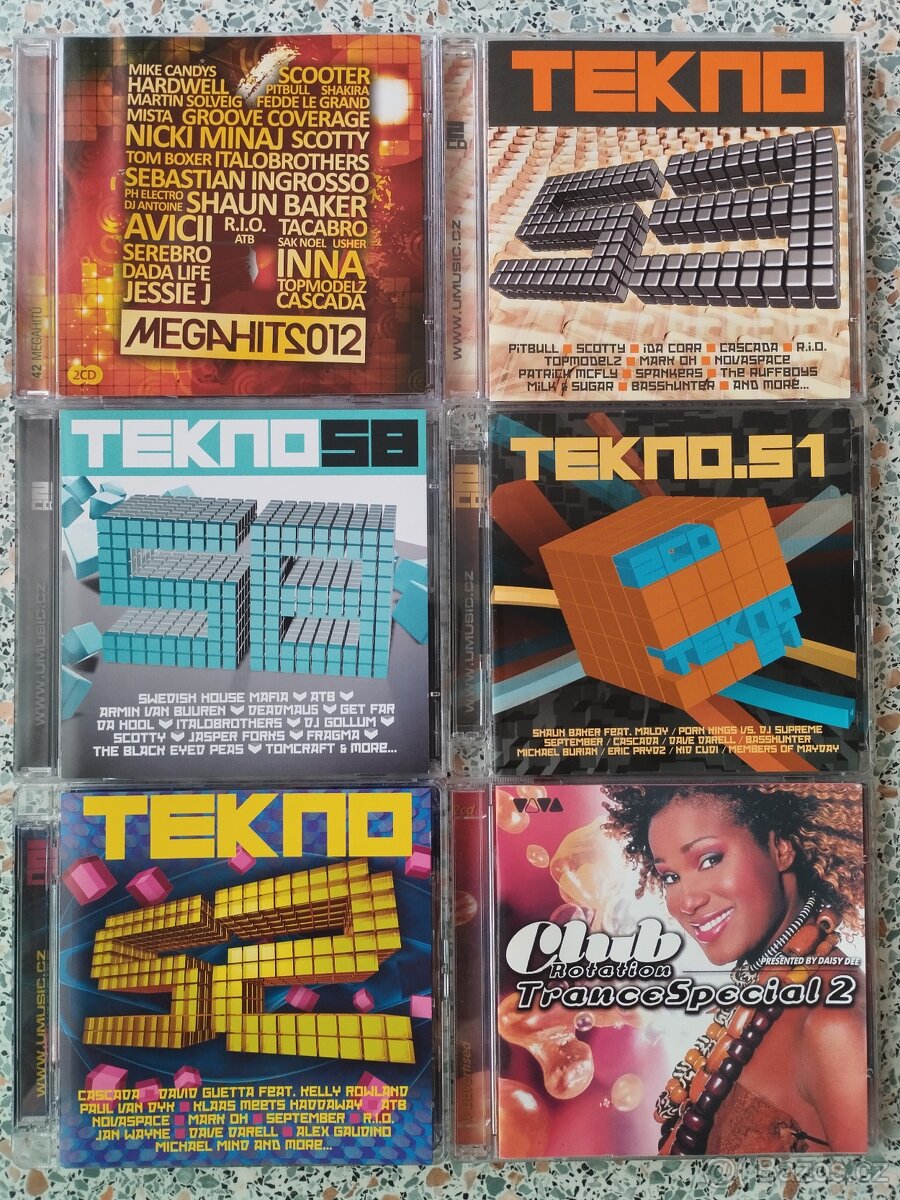 MIKE CANDYS
SCOOTER
HARDWELL
PITBULL SHAKIRA
MARTIN SOLVEIG FEDDE LE GRAND
MISTA GROOVE COVERAGE
NICKI MINAJ SCOTTY
TOM BOXER ITALOBROTHERS
SEBASTIAN INGROSSO
PH ELECTRO
DJ ANTOINE SHAUN BAKER
AVICII R.I.O. TACABRO
ATB SAK NOEL USHER
SEREBRO
INNA
DADA LIFE
TOPMODELZ
JESSIE J
CASCADA
MEGAHITS2012
2CD
42 MEGAHITŮ
TEKNO
53
WWW.UMUSIC.CZ
PITBULL SCOTTY IDA CORR CASCADA R.I.O.
TOPMODELZ MARK OH NOVASPACE
PATRICK MCFLY SPANKERS THE RUFFBOYS
MILK & SUGAR BASSHUNTER AND MORE...
TEKNO58
58
WWW.UMUSIC.CZ
SWEDISH HOUSE MAFIA ATB
ARMIN VAN BUUREN DEADMAU5 GET FAR
DA HOOL ITALOBROTHERS DJ GOLLUM
SCOTTY JASPER FORKS FRAGMA
THE BLACK EYED PEAS TOMCRAFT & MORE...
TEKNO.51
TEKNO
51
WWW.UMUSIC.CZ
SHAUN BAKER FEAT. MALOY / PORN KINGS VS. DJ SUPREME
SEPTEMBER / CASCADA / DAVE DARELL / BASSHUNTER
MICHAEL BURIAN / ERIC PRYDZ / KID CUDI / MEMBERS OF MAYDAY
TEKNO
52
WWW.UMUSIC.CZ
CASCADA DAVID GUETTA FEAT. KELLY ROWLAND
PAUL VAN DYK KLAAS MEETS HADDAWAY ATB
NOVASPACE MARK OH SEPTEMBER R.I.O.
JAN WAYNE DAVE DARELL ALEX GAUDINO
MICHAEL MIND AND MORE...
VIVA
Club
Rotation
PRESENTED BY DAISY DEE
TranceSpecial 2
Bazos.cz